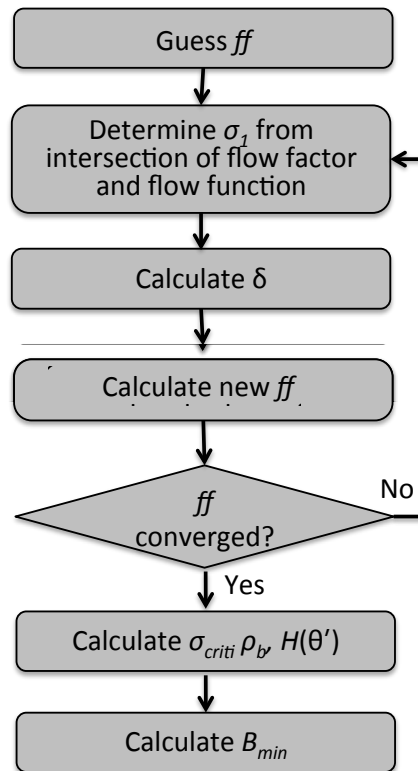 Guess ff
Determine σ1 from
intersection of flow factor
and flow function
Calculate δ
Calculate new ff
ff
converged?
No
Yes
Calculate σcriti ρb, H(θ’)
Calculate Bmin